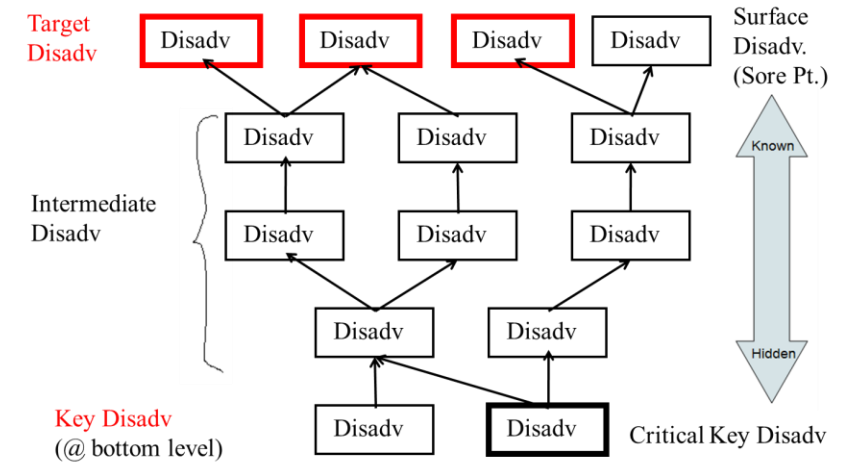 Target
Disadv
Disadv
Disadv
Disadv
Disadv
Surface
Disadv.
(Sore Pt.)
Disadv
Disadv
Disadv
Known
Intermediate
Disadv
Disadv
Disadv
Disadv
Disadv
Disadv
Hidden
Key Disadv
(@ bottom level)
Disadv
Disadv
Critical Key Disadv